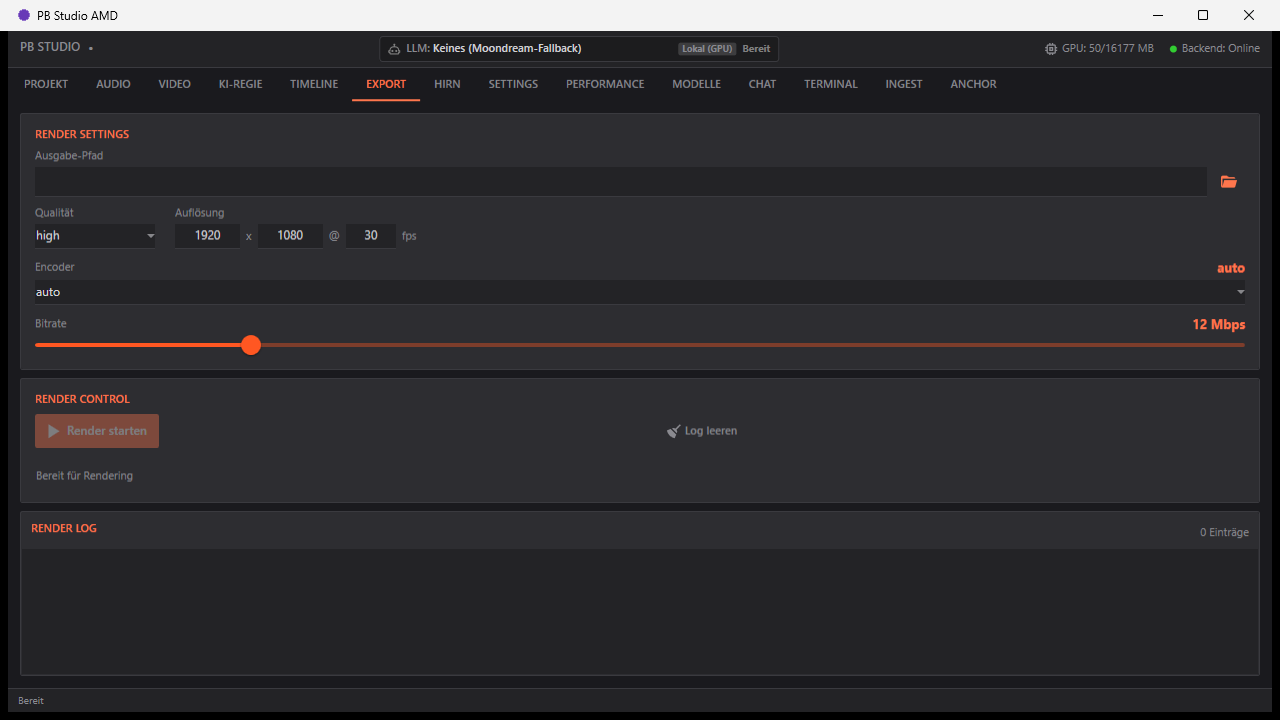 PB Studio AMD
PB STUDIO
LLM: Keines (Moondream-Fallback) Lokal (GPU) Bereit
GPU: 50/16177 MB Backend: Online
PROJEKT AUDIO VIDEO KI-REGIE TIMELINE EXPORT HIRN SETTINGS PERFORMANCE MODELLE CHAT TERMINAL INGEST ANCHOR
RENDER SETTINGS
Ausgabe-Pfad
Qualität Auflösung
high 1920 x 1080 @ 30 fps
Encoder auto
auto
Bitrate 12 Mbps
RENDER CONTROL
Render starten Log leeren
Bereit für Rendering
RENDER LOG 0 Einträge
Bereit